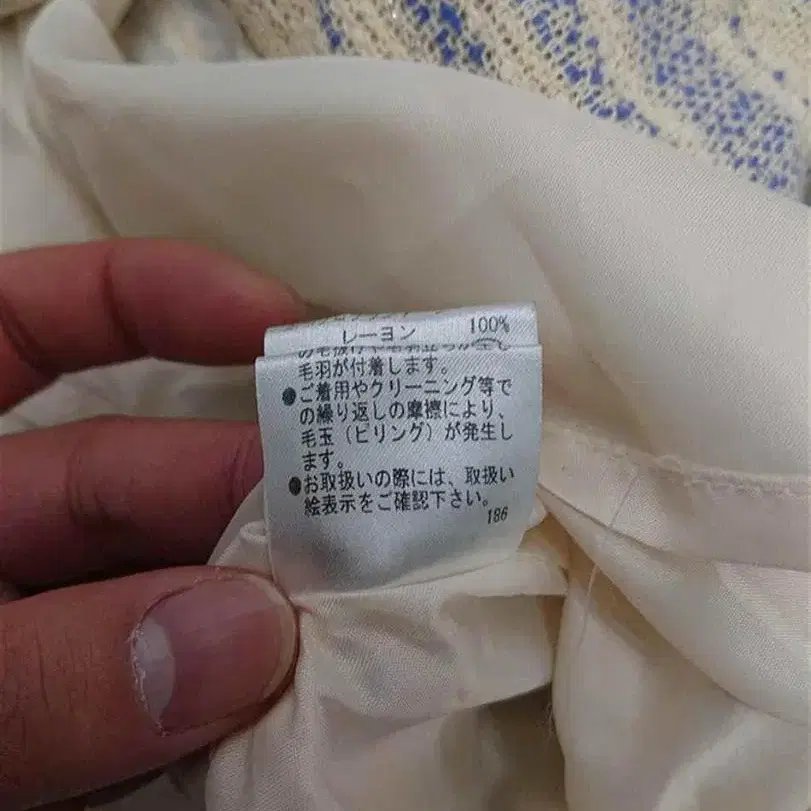 レーヨン 100%
毛羽が付着します。
●ご着用やクリーニング等で
の繰り返しの摩擦により、
毛玉(ピリング)が発生し
ます。
●お取扱いの際には、取扱い
絵表示をご確認下さい。
186